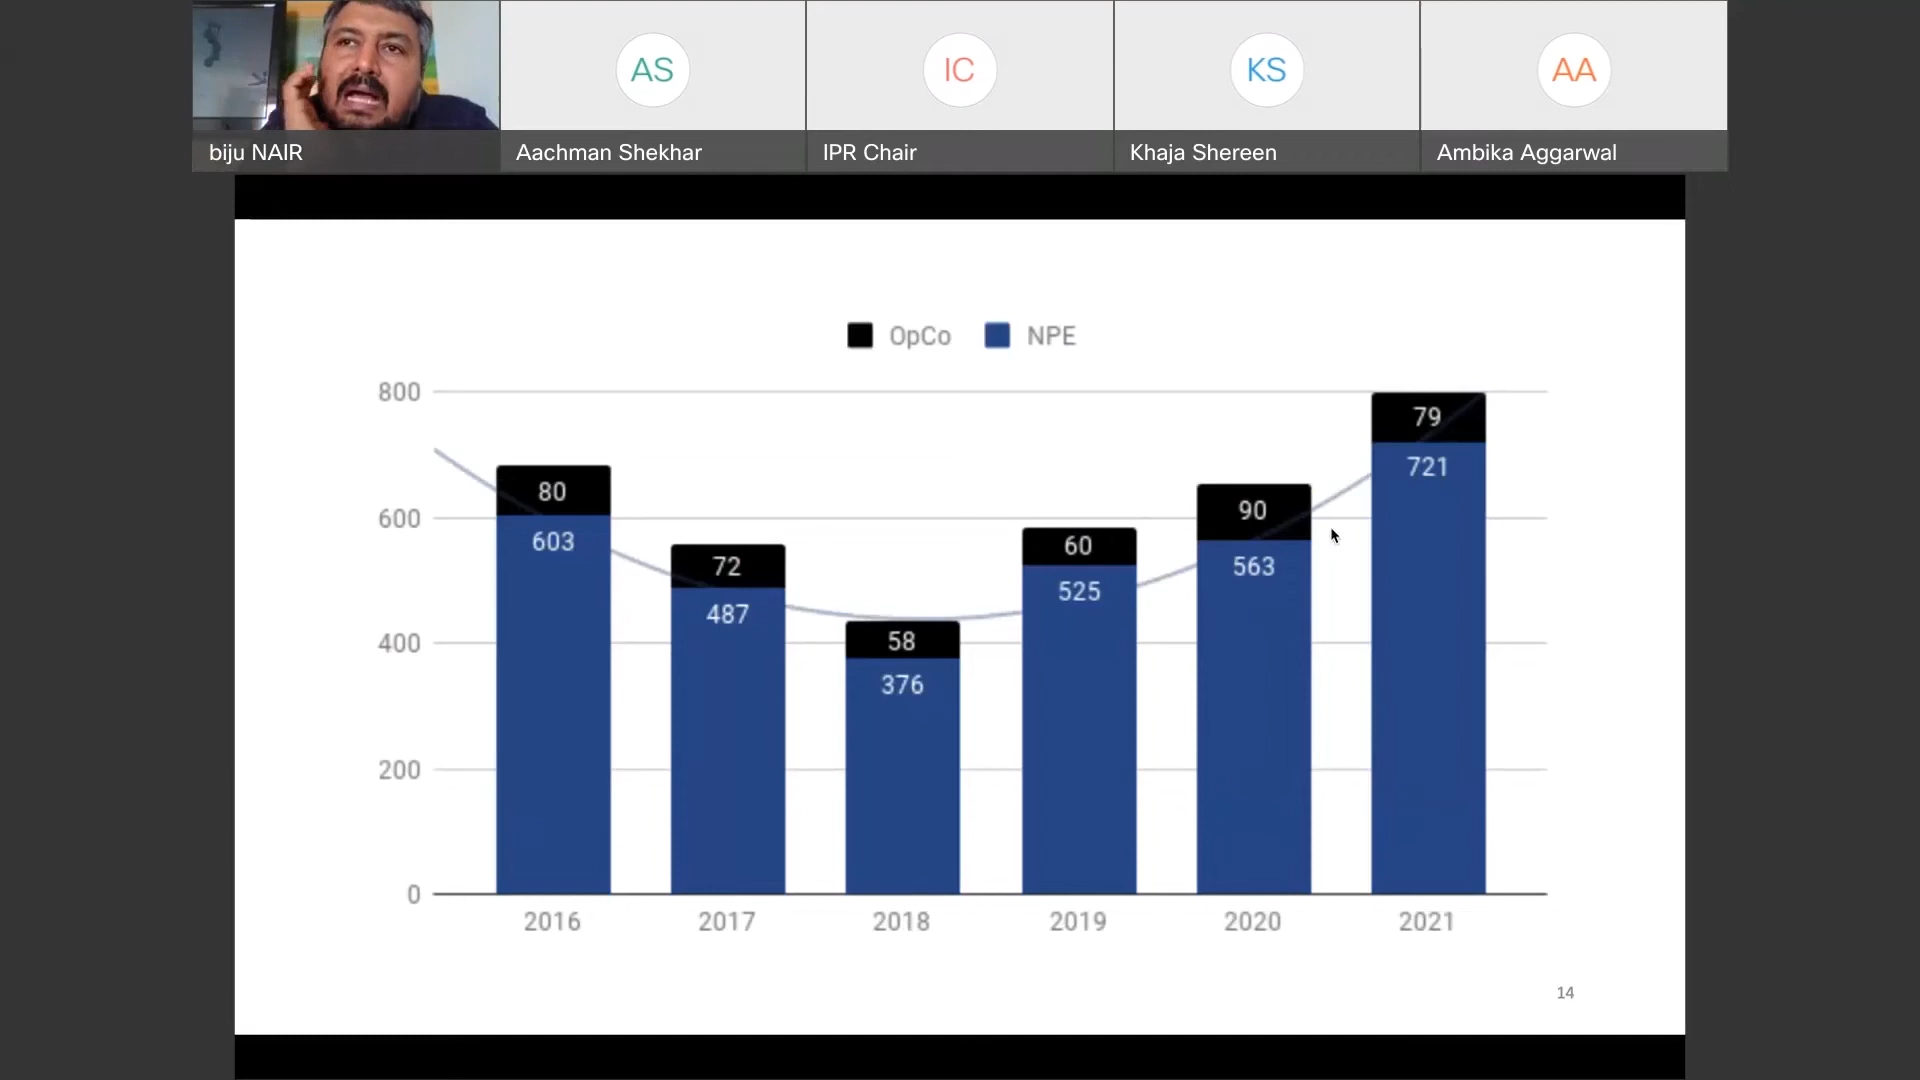 AS
IC
KS
AA
biju NAIR
Aachman Shekhar
IPR Chair
Khaja Shereen
Ambika Aggarwal
OpCo NPE
800
600
400
200
0
80
603
72
487
58
376
60
525
90
563
79
721
2016 2017 2018 2019 2020 2021
14